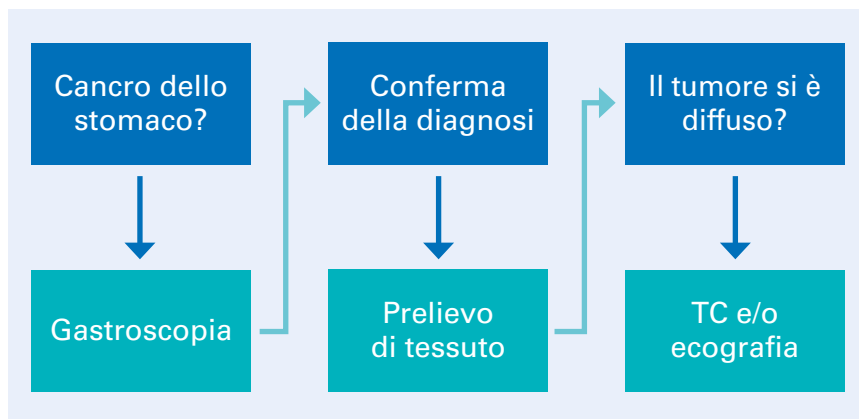 Cancro dello
stomaco?
Conferma
della diagnosi
Il tumore si è
diffuso?
Gastroscopia
Prelievo
di tessuto
TC e/o
ecografia